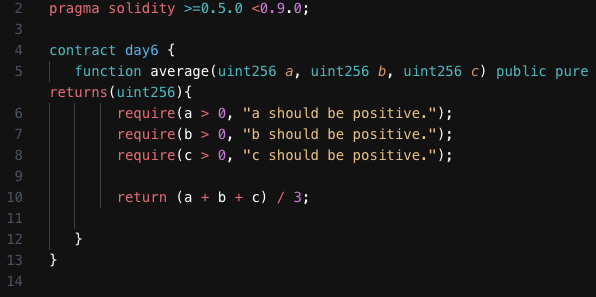 2 pragma solidity >=0.5.0 <0.9.0;
3
4 contract day6 {
5 function average(uint256 a, uint256 b, uint256 c) public pure
returns(uint256){
6 require(a > 0, "a should be positive.");
7 require(b > 0, "b should be positive.");
8 require(c > 0, "c should be positive.");
9
10 return (a + b + c) / 3;
11
12 }
13 }
14